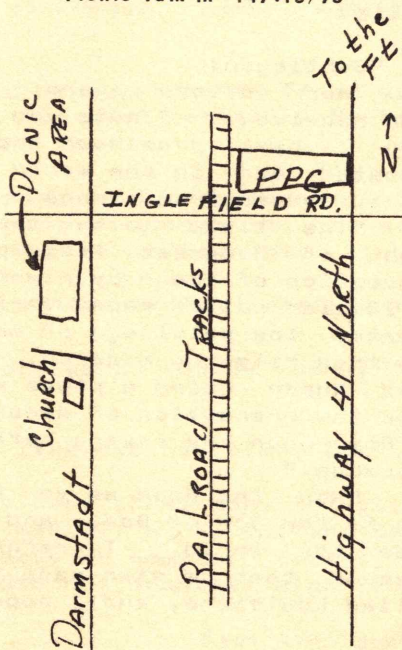 To the
Ft
N →
PICNIC
AREA
PPG
INGLEFIELD RD.
Church
DARMSTADT
RAILROAD TRACKS
Highway 41 North